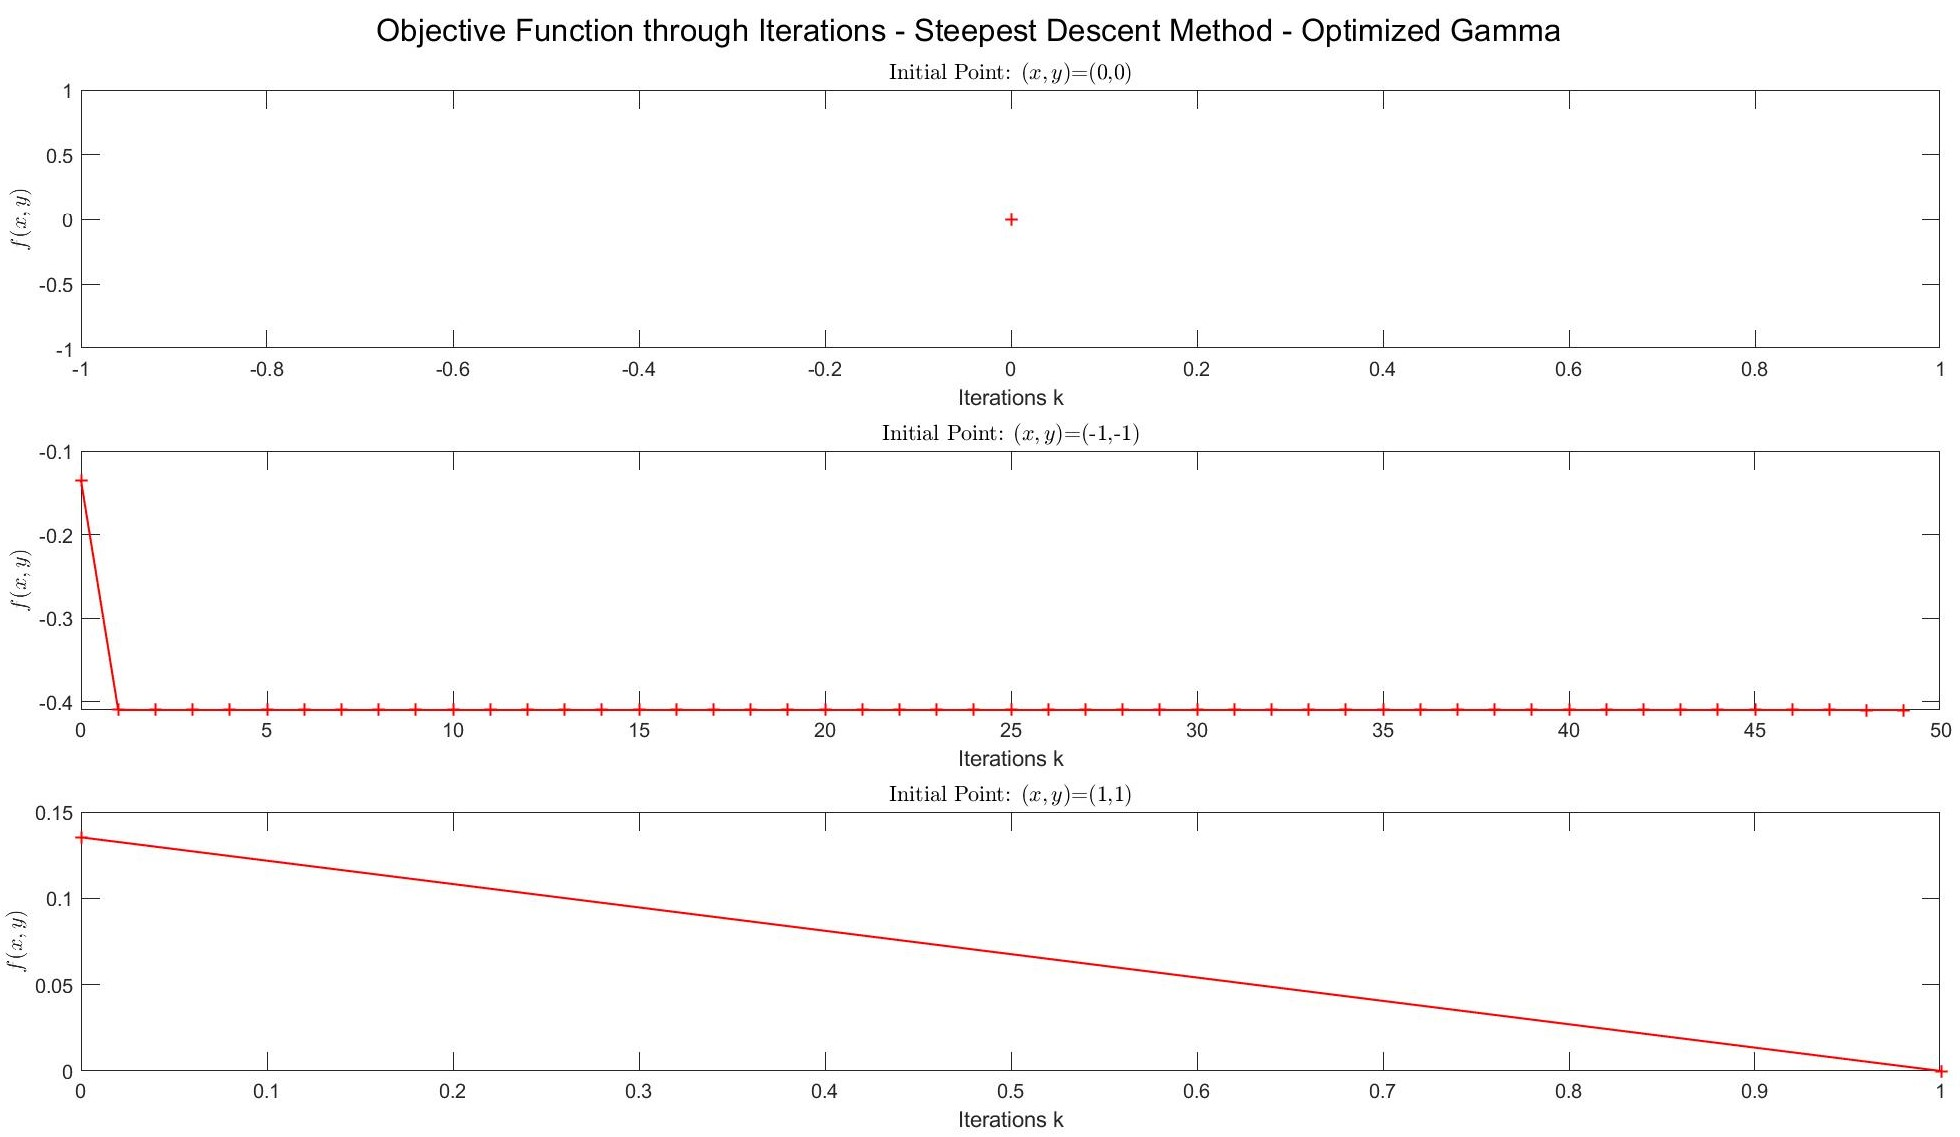 Objective Function through Iterations - Steepest Descent Method - Optimized Gamma
Initial Point: (x, y)=(0,0)
1
0.5
0
-0.5
-1
f(x, y)
-1 -0.8 -0.6 -0.4 -0.2 0 0.2 0.4 0.6 0.8 1
Iterations k
Initial Point: (x, y)=(-1,-1)
-0.1
-0.2
-0.3
-0.4
f(x, y)
0 5 10 15 20 25 30 35 40 45 50
Iterations k
Initial Point: (x, y)=(1,1)
0.15
0.1
0.05
0
f(x, y)
0 0.1 0.2 0.3 0.4 0.5 0.6 0.7 0.8 0.9 1
Iterations k